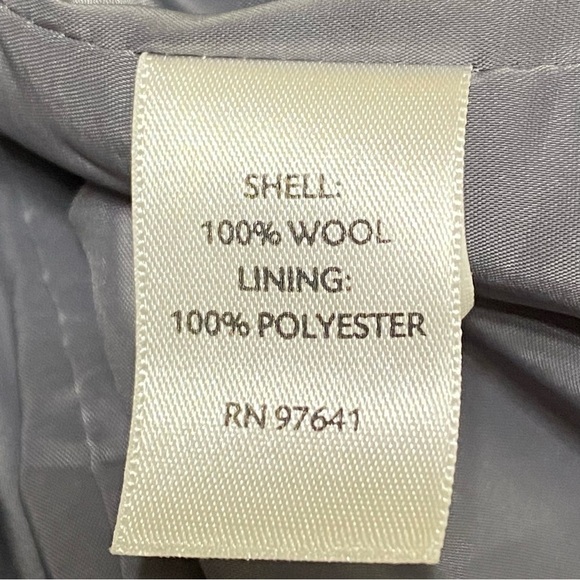 SHELL:
100% WOOL
LINING:
100% POLYESTER
RN 97641